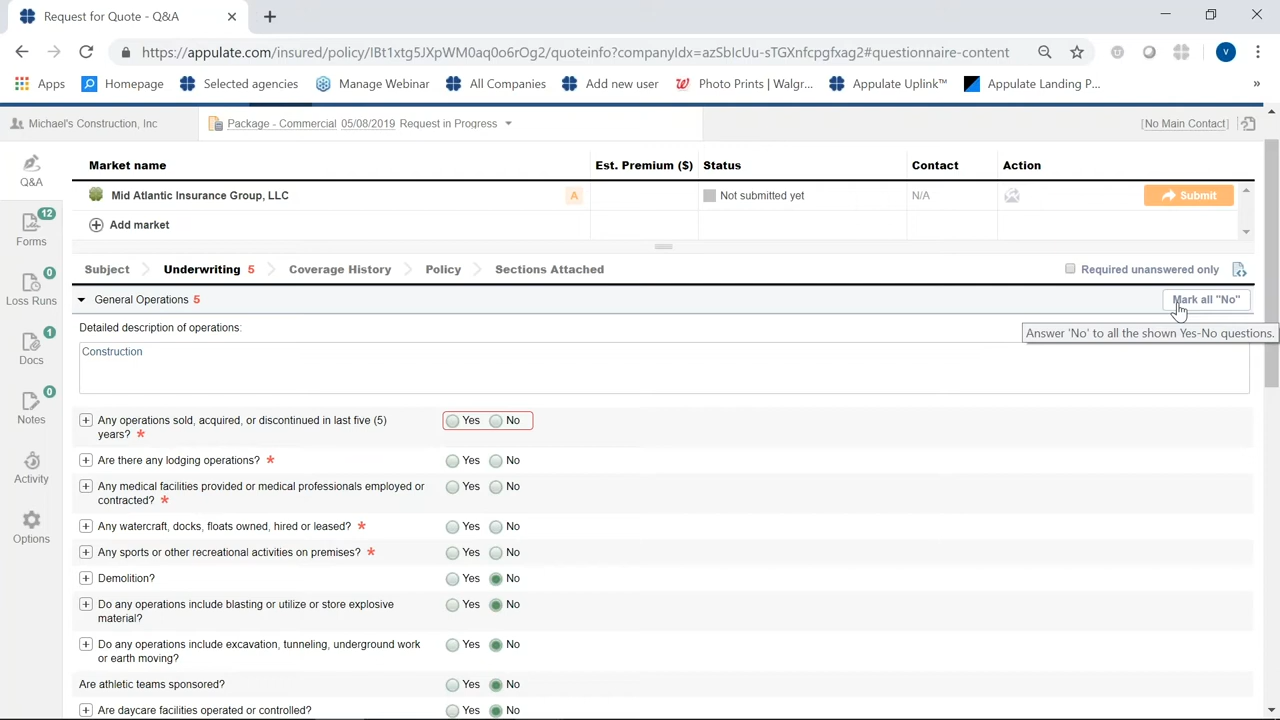 Request for Quote - Q&A
https://appulate.com/insured/policy/IBt1xtg5JXpWM0aq0o6rOg2/quoteinfo?companyIdx=azSbIcUu-sTGXnfcpgfxag2#questionnaire-content
V
Apps Homepage Selected agencies Manage Webinar All Companies Add new user Photo Prints | Walgr... Appulate Uplink™ Appulate Landing P... »
Michael's Construction, Inc Package - Commercial 05/08/2019 Request in Progress [No Main Contact]
Market name Est. Premium ($) Status Contact Action
Q&A
Mid Atlantic Insurance Group, LLC A Not submitted yet N/A Submit
12
Add market
Forms
0
Subject Underwriting 5 Coverage History Policy Sections Attached Required unanswered only
Loss Runs
General Operations 5 Mark all "No"
Detailed description of operations: Answer 'No' to all the shown Yes-No questions.
1
Construction
Docs
0
Notes
Any operations sold, acquired, or discontinued in last five (5) Yes No
years? *
Are there any lodging operations? * Yes No
Activity
Any medical facilities provided or medical professionals employed or Yes No
contracted? *
Any watercraft, docks, floats owned, hired or leased? * Yes No
Options
Any sports or other recreational activities on premises? * Yes No
Demolition? Yes No
Do any operations include blasting or utilize or store explosive Yes No
material?
Do any operations include excavation, tunneling, underground work Yes No
or earth moving?
Are athletic teams sponsored? Yes No
Are daycare facilities operated or controlled? Yes No